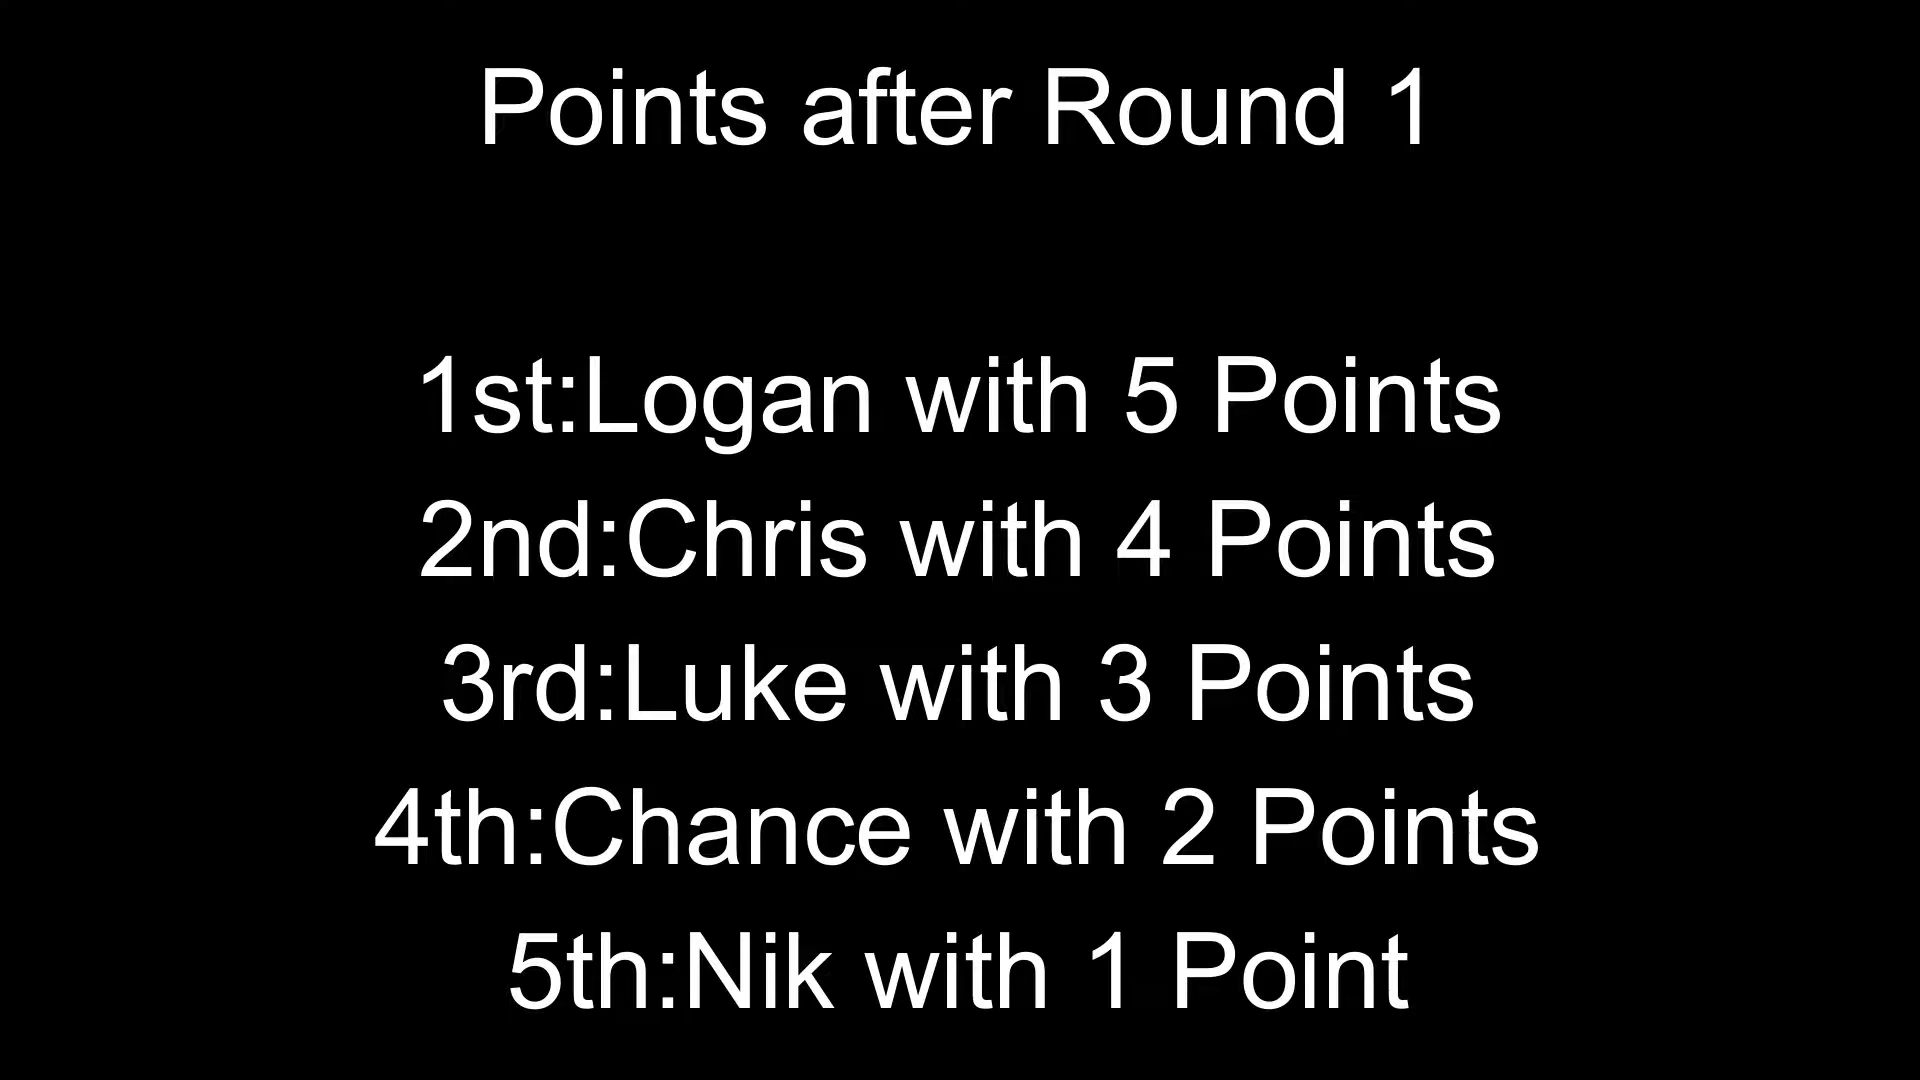 Points after Round 1
1st:Logan with 5 Points
2nd:Chris with 4 Points
3rd:Luke with 3 Points
4th:Chance with 2 Points
5th:Nik with 1 Point